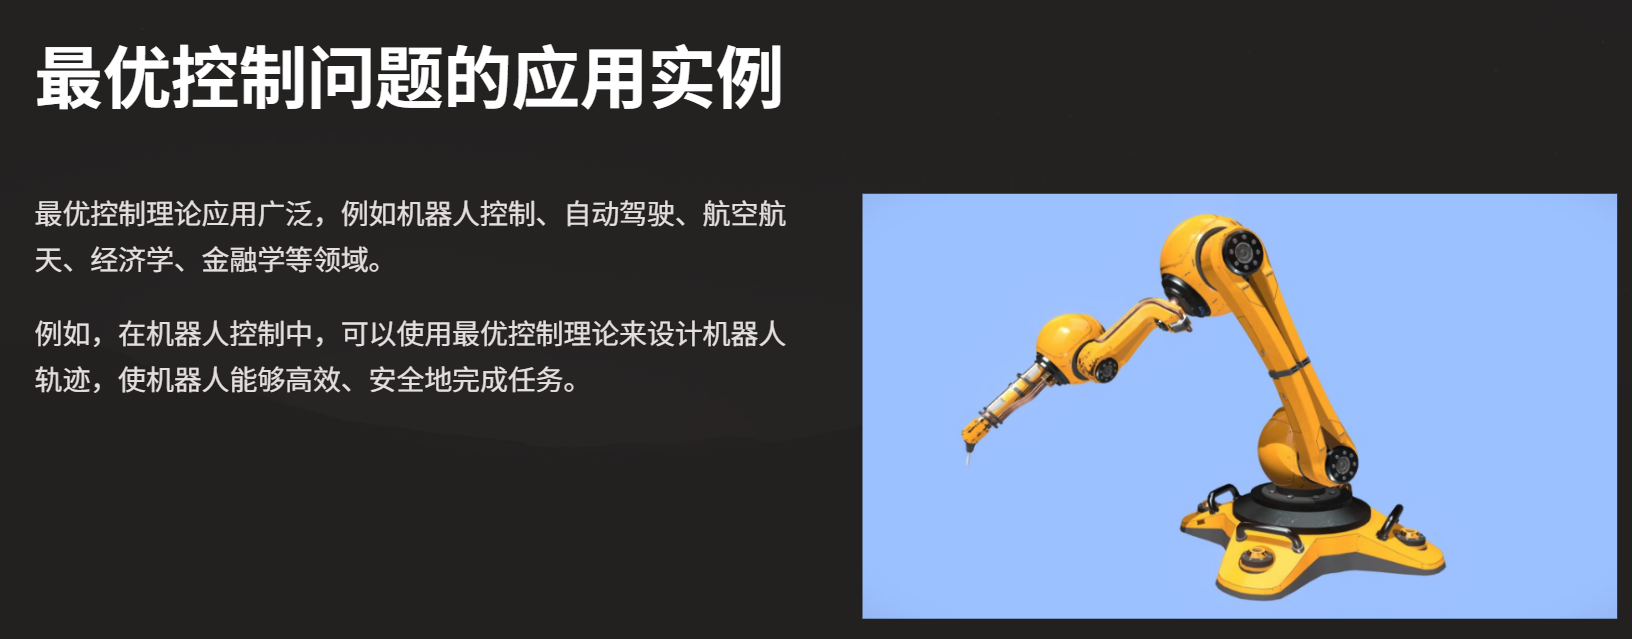 最优控制问题的应用实例
最优控制理论应用广泛，例如机器人控制、自动驾驶、航空航
天、经济学、金融学等领域。
例如，在机器人控制中，可以使用最优控制理论来设计机器人
轨迹，使机器人能够高效、安全地完成任务。